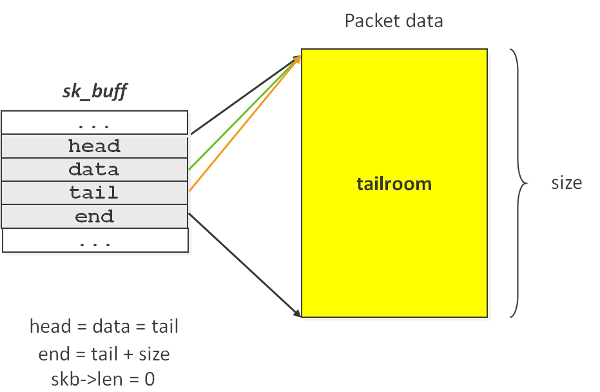 Packet data
sk_buff
...
head
data
tail
end
...
tailroom
size
head = data = tail
end = tail + size
skb->len = 0